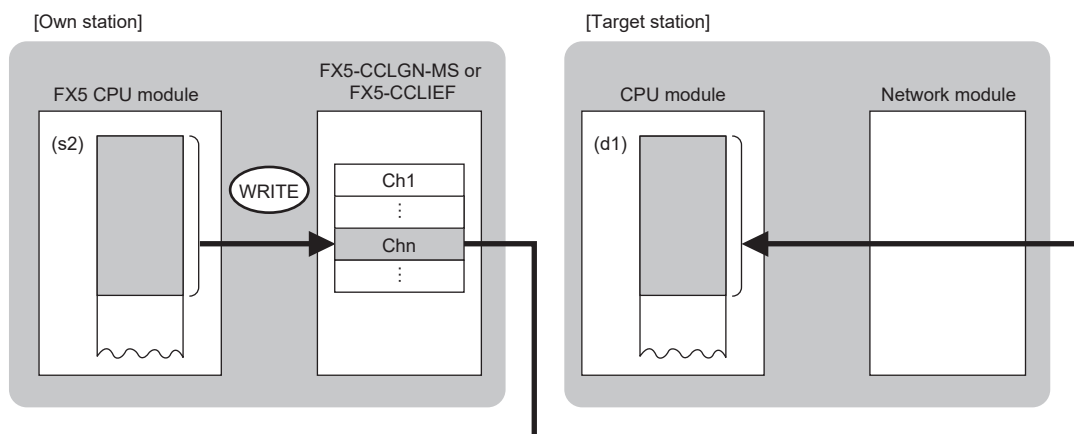 [Own station]
FX5 CPU module
(s2)
WRITE
FX5-CCLGN-MS or
FX5-CCLIEF
Ch1
⋮
Chn
⋮
[Target station]
CPU module
(d1)
Network module